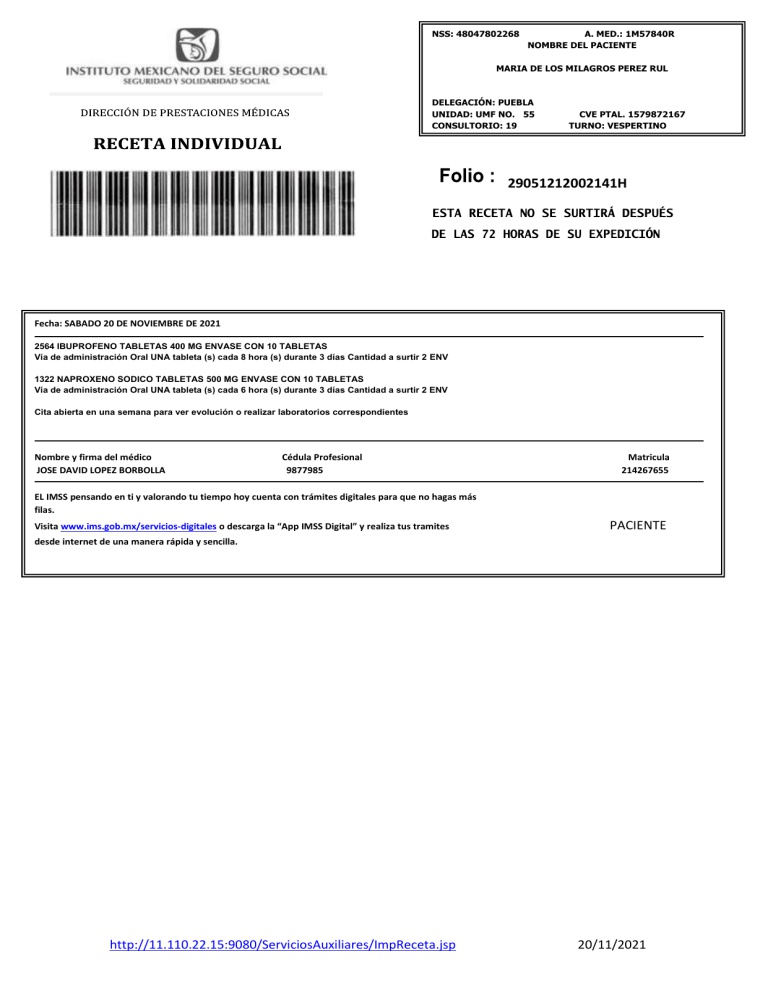 INSTITUTO MEXICANO DEL SEGURO SOCIAL
SEGURIDAD Y SOLIDARIDAD SOCIAL
DIRECCIÓN DE PRESTACIONES MÉDICAS
RECETA INDIVIDUAL
NSS: 48047802268 A. MED.: 1M57840R
NOMBRE DEL PACIENTE
MARIA DE LOS MILAGROS PEREZ RUL
DELEGACIÓN: PUEBLA
UNIDAD: UMF NO. 55 CVE PTAL. 1579872167
CONSULTORIO: 19 TURNO: VESPERTINO
Folio : 29051212002141H
ESTA RECETA NO SE SURTIRÁ DESPUÉS
DE LAS 72 HORAS DE SU EXPEDICIÓN
Fecha: SABADO 20 DE NOVIEMBRE DE 2021
2564 IBUPROFENO TABLETAS 400 MG ENVASE CON 10 TABLETAS
Via de administración Oral UNA tableta (s) cada 8 hora (s) durante 3 dias Cantidad a surtir 2 ENV
1322 NAPROXENO SODICO TABLETAS 500 MG ENVASE CON 10 TABLETAS
Via de administración Oral UNA tableta (s) cada 6 hora (s) durante 3 dias Cantidad a surtir 2 ENV
Cita abierta en una semana para ver evolución o realizar laboratorios correspondientes
Nombre y firma del médico Cédula Profesional Matricula
JOSE DAVID LOPEZ BORBOLLA 9877985 214267655
EL IMSS pensando en ti y valorando tu tiempo hoy cuenta con trámites digitales para que no hagas más
filas.
Visita www.ims.gob.mx/servicios-digitales o descarga la “App IMSS Digital” y realiza tus tramites
desde internet de una manera rápida y sencilla.
PACIENTE
http://11.110.22.15:9080/ServiciosAuxiliares/ImpReceta.jsp 20/11/2021